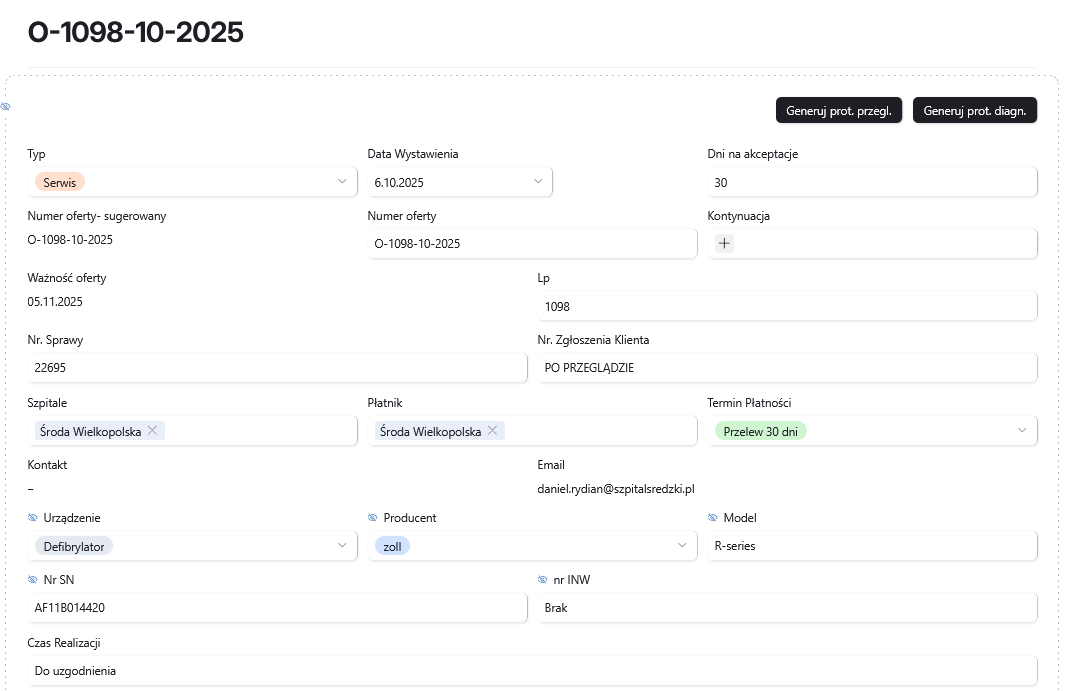 O-1098-10-2025
Generuj prot. przegl. Generuj prot. diagn.
Typ Data Wystawienia Dni na akceptacje
Serwis 6.10.2025 30
Numer oferty- sugerowany Numer oferty Kontynuacja
O-1098-10-2025 O-1098-10-2025 +
Ważność oferty Lp
05.11.2025 1098
Nr. Sprawy Nr. Zgłoszenia Klienta
22695 PO PRZEGLĄDZIE
Szpitale Płatnik Termin Płatności
Środa Wielkopolska Środa Wielkopolska Przelew 30 dni
Kontakt Email
– daniel.rydian@szpitalsredzki.pl
Urządzenie Producent Model
Defibrylator zoll R-series
Nr SN nr INW
AF11B014420 Brak
Czas Realizacji
Do uzgodnienia